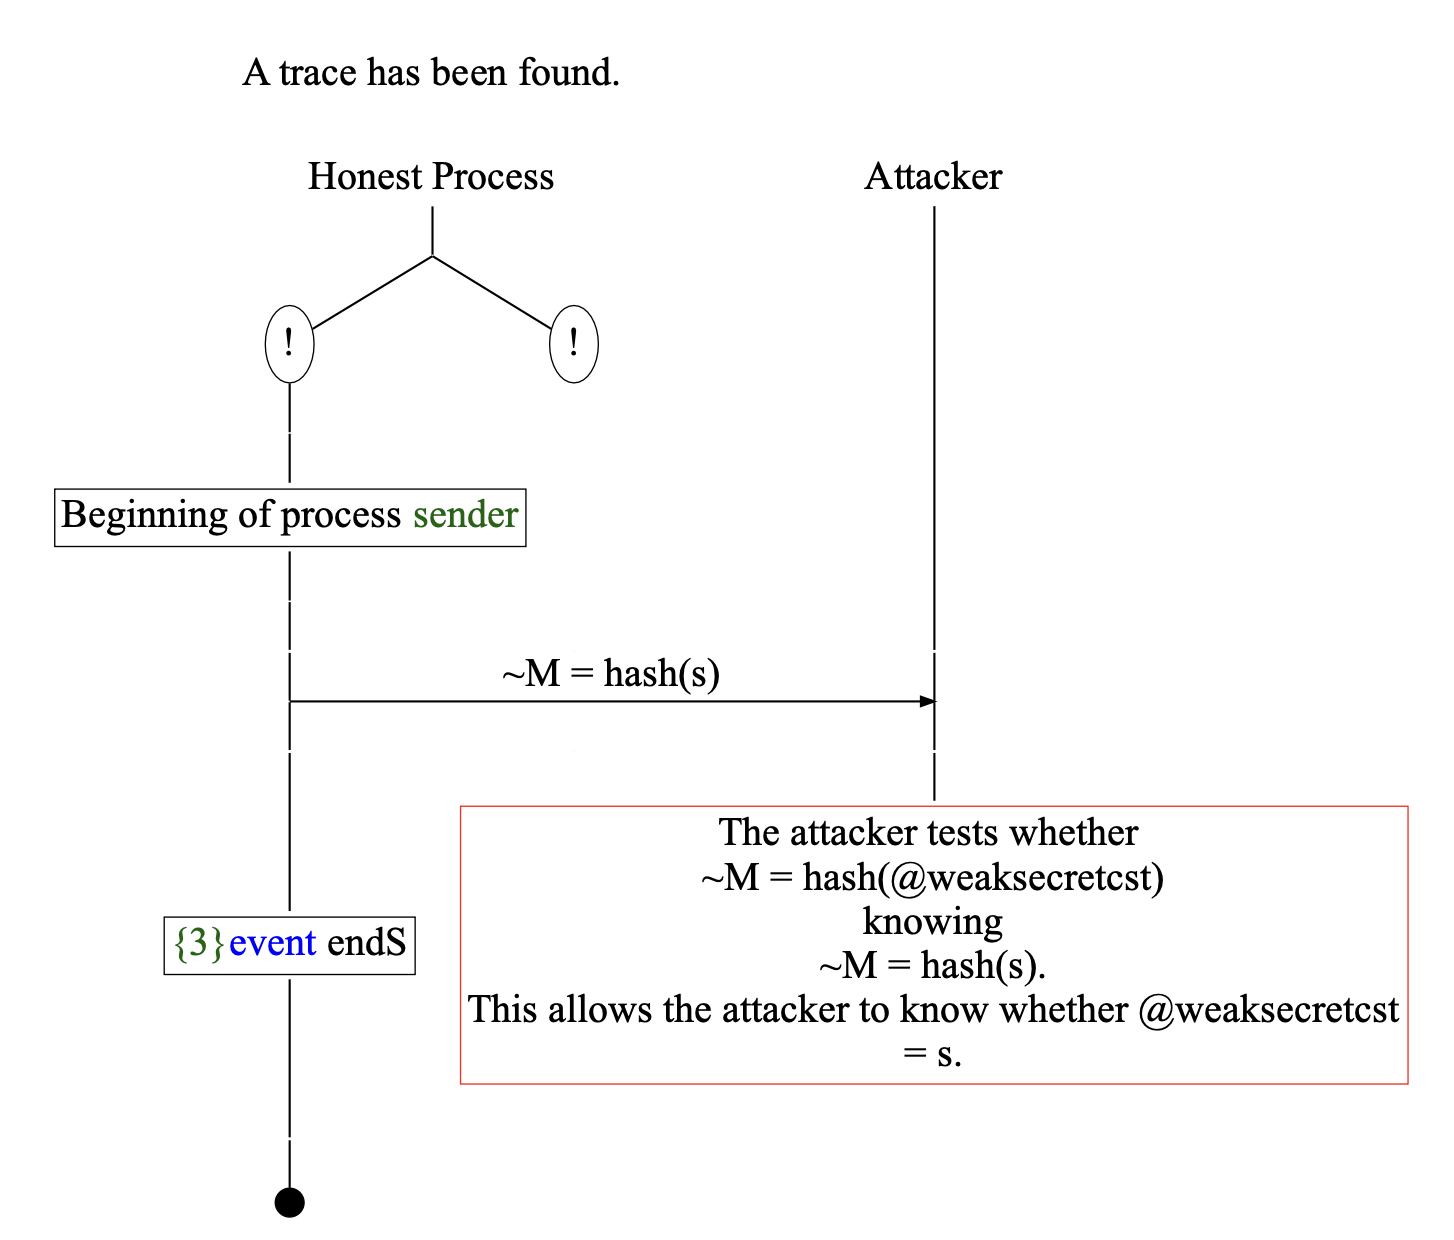 A trace has been found.
Honest Process
Attacker
!
!
Beginning of process sender
~M = hash(s)
The attacker tests whether
~M = hash(@weaksecretcst)
knowing
~M = hash(s).
This allows the attacker to know whether @weaksecretcst
= s.
{3}event endS